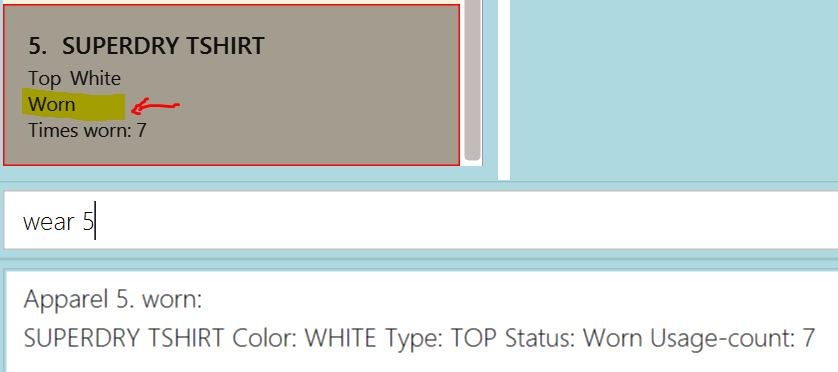 5. SUPERDRY TSHIRT
Top White
Worn
Times worn: 7
wear 5
Apparel 5. worn:
SUPERDRY TSHIRT Color: WHITE Type: TOP Status: Worn Usage-count: 7